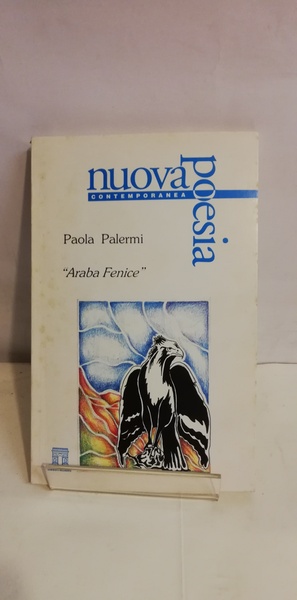 nuova
poesia
CONTEMPORANEA
Paola Palermi
"Araba Fenice"